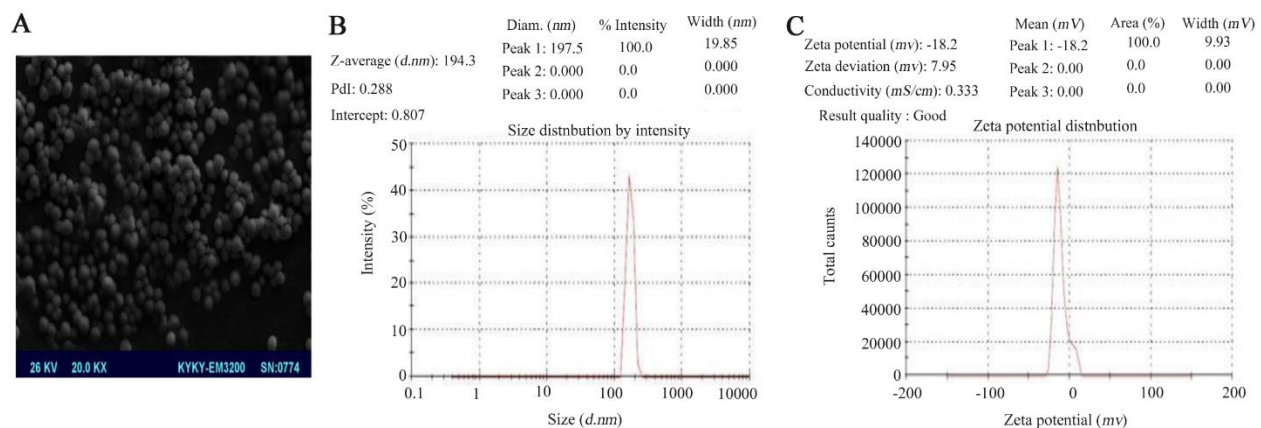 A
26 KV 20.0 KX KYKY-EM3200 SN:0774
B
Diam. (nm) % Intensity Width (nm)
Z-average (d.nm): 194.3
PdI: 0.288
Intercept: 0.807
Peak 1: 197.5 100.0 19.85
Peak 2: 0.000 0.0 0.000
Peak 3: 0.000 0.0 0.000
Size distnbution by intensity
Intensity (%)
50
40
30
20
10
0
0.1 1 10 100 1000 10000
Size (d.nm)
C
Mean (mV) Area (%) Width (mV)
Zeta potential (mv): -18.2
Zeta deviation (mv): 7.95
Conductivity (mS/cm): 0.333
Result quality : Good
Peak 1: -18.2 100.0 9.93
Peak 2: 0.00 0.0 0.00
Peak 3: 0.00 0.0 0.00
Zeta potential distnbution
Total counts
140000
120000
100000
80000
60000
40000
20000
0
-200 -100 0 100 200
Zeta potential (mv)